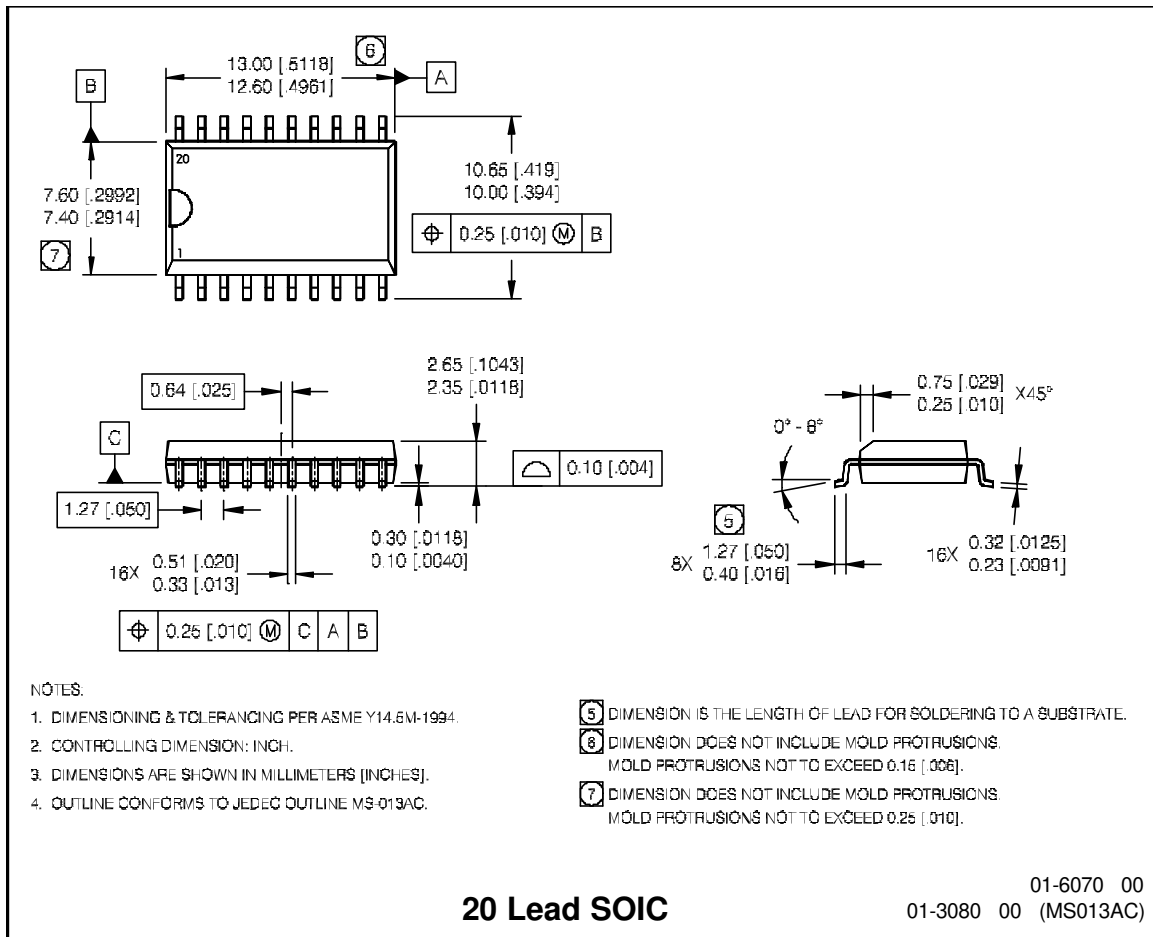 13.00 [.5118]
12.60 [.4961]
6
A
B
20
1
7.60 [.2992]
7.40 [.2914]
7
10.65 [.419]
10.00 [.394]
0.25 [.010] Ⓜ B
0.64 [.025]
2.65 [.1043]
2.35 [.0118]
C
0.10 [.004]
1.27 [.050]
0.30 [.0118]
0.10 [.0040]
16X 0.51 [.020]
0.33 [.013]
0.25 [.010] Ⓜ C A B
0.75 [.029]
0.25 [.010] X45°
0° - 8°
5
8X 1.27 [.050]
0.40 [.016]
16X 0.32 [.0125]
0.23 [.0091]
NOTES:
1. DIMENSIONING & TOLERANCING PER ASME Y14.5M-1994.
2. CONTROLLING DIMENSION: INCH.
3. DIMENSIONS ARE SHOWN IN MILLIMETERS [INCHES].
4. OUTLINE CONFORMS TO JEDEC OUTLINE MS-013AC.
5 DIMENSION IS THE LENGTH OF LEAD FOR SOLDERING TO A SUBSTRATE.
6 DIMENSION DOES NOT INCLUDE MOLD PROTRUSIONS.
MOLD PROTRUSIONS NOT TO EXCEED 0.15 [.006].
7 DIMENSION DOES NOT INCLUDE MOLD PROTRUSIONS.
MOLD PROTRUSIONS NOT TO EXCEED 0.25 [.010].
20 Lead SOIC
01-6070 00
01-3080 00 (MS013AC)